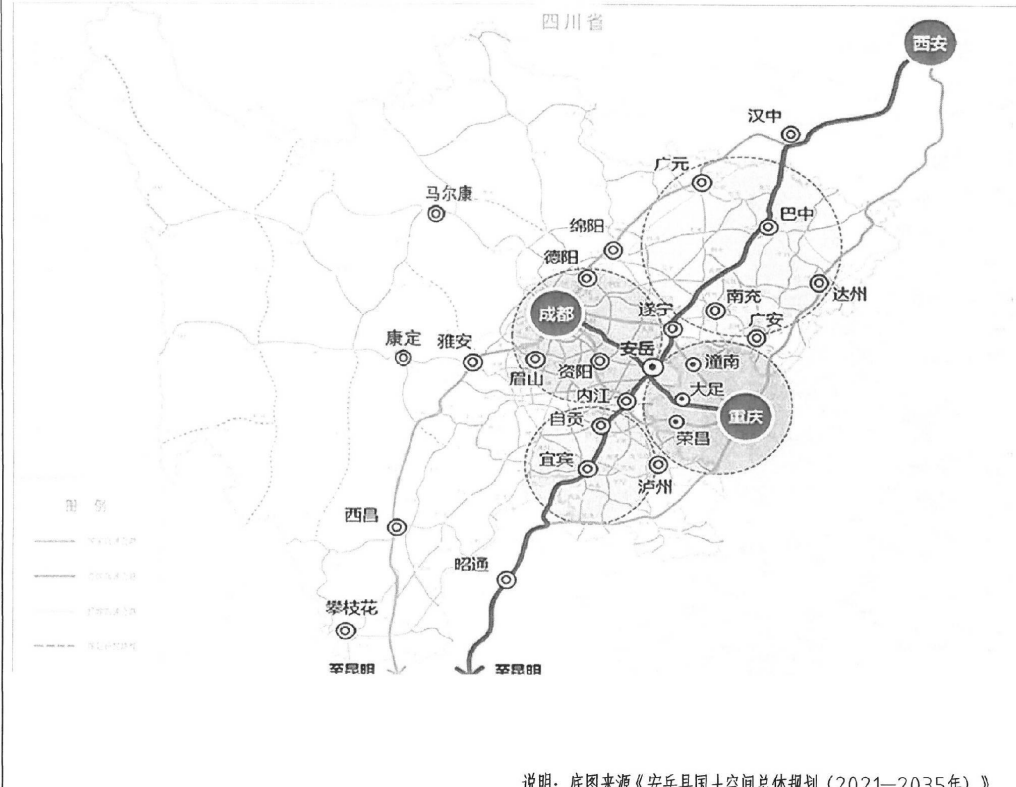 四川省
西安
汉中
广元
马尔康
巴中
绵阳
德阳
达州
南充
成都
遂宁
广安
康定
雅安
安岳
潼南
眉山
资阳
大足
内江
重庆
自贡
荣昌
宜宾
泸州
图 例
西昌
昭通
攀枝花
至昆明
至昆明
说明：底图来源《安岳县国土空间总体规划（2021—2035年）》